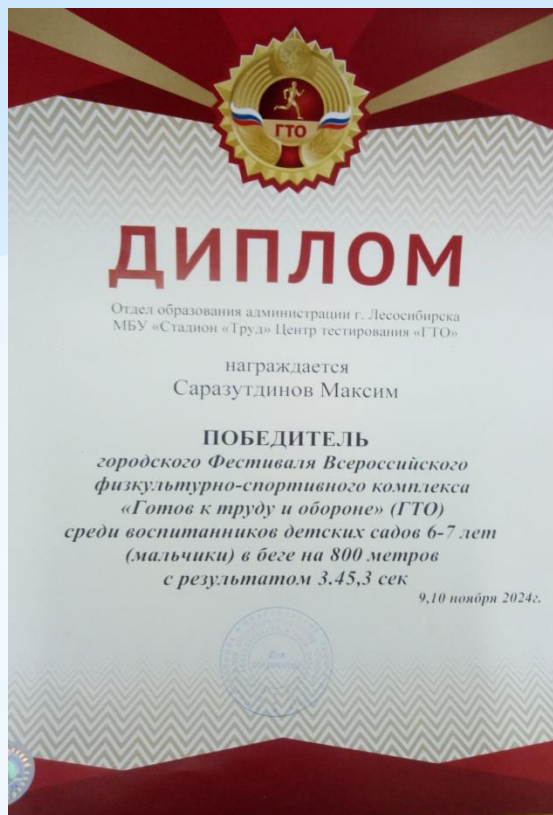 ГТО
ДИПЛОМ
Отдел образования администрации г. Лесосибирска
МБУ «Стадион «Труд» Центр тестирования «ГТО»
награждается
Саразутдинов Максим
ПОБЕДИТЕЛЬ
городского Фестиваля Всероссийского
физкультурно-спортивного комплекса
«Готов к труду и обороне» (ГТО)
среди воспитанников детских садов 6-7 лет
(мальчики) в беге на 800 метров
с результатом 3.45,3 сек
9,10 ноября 2024г.
Для